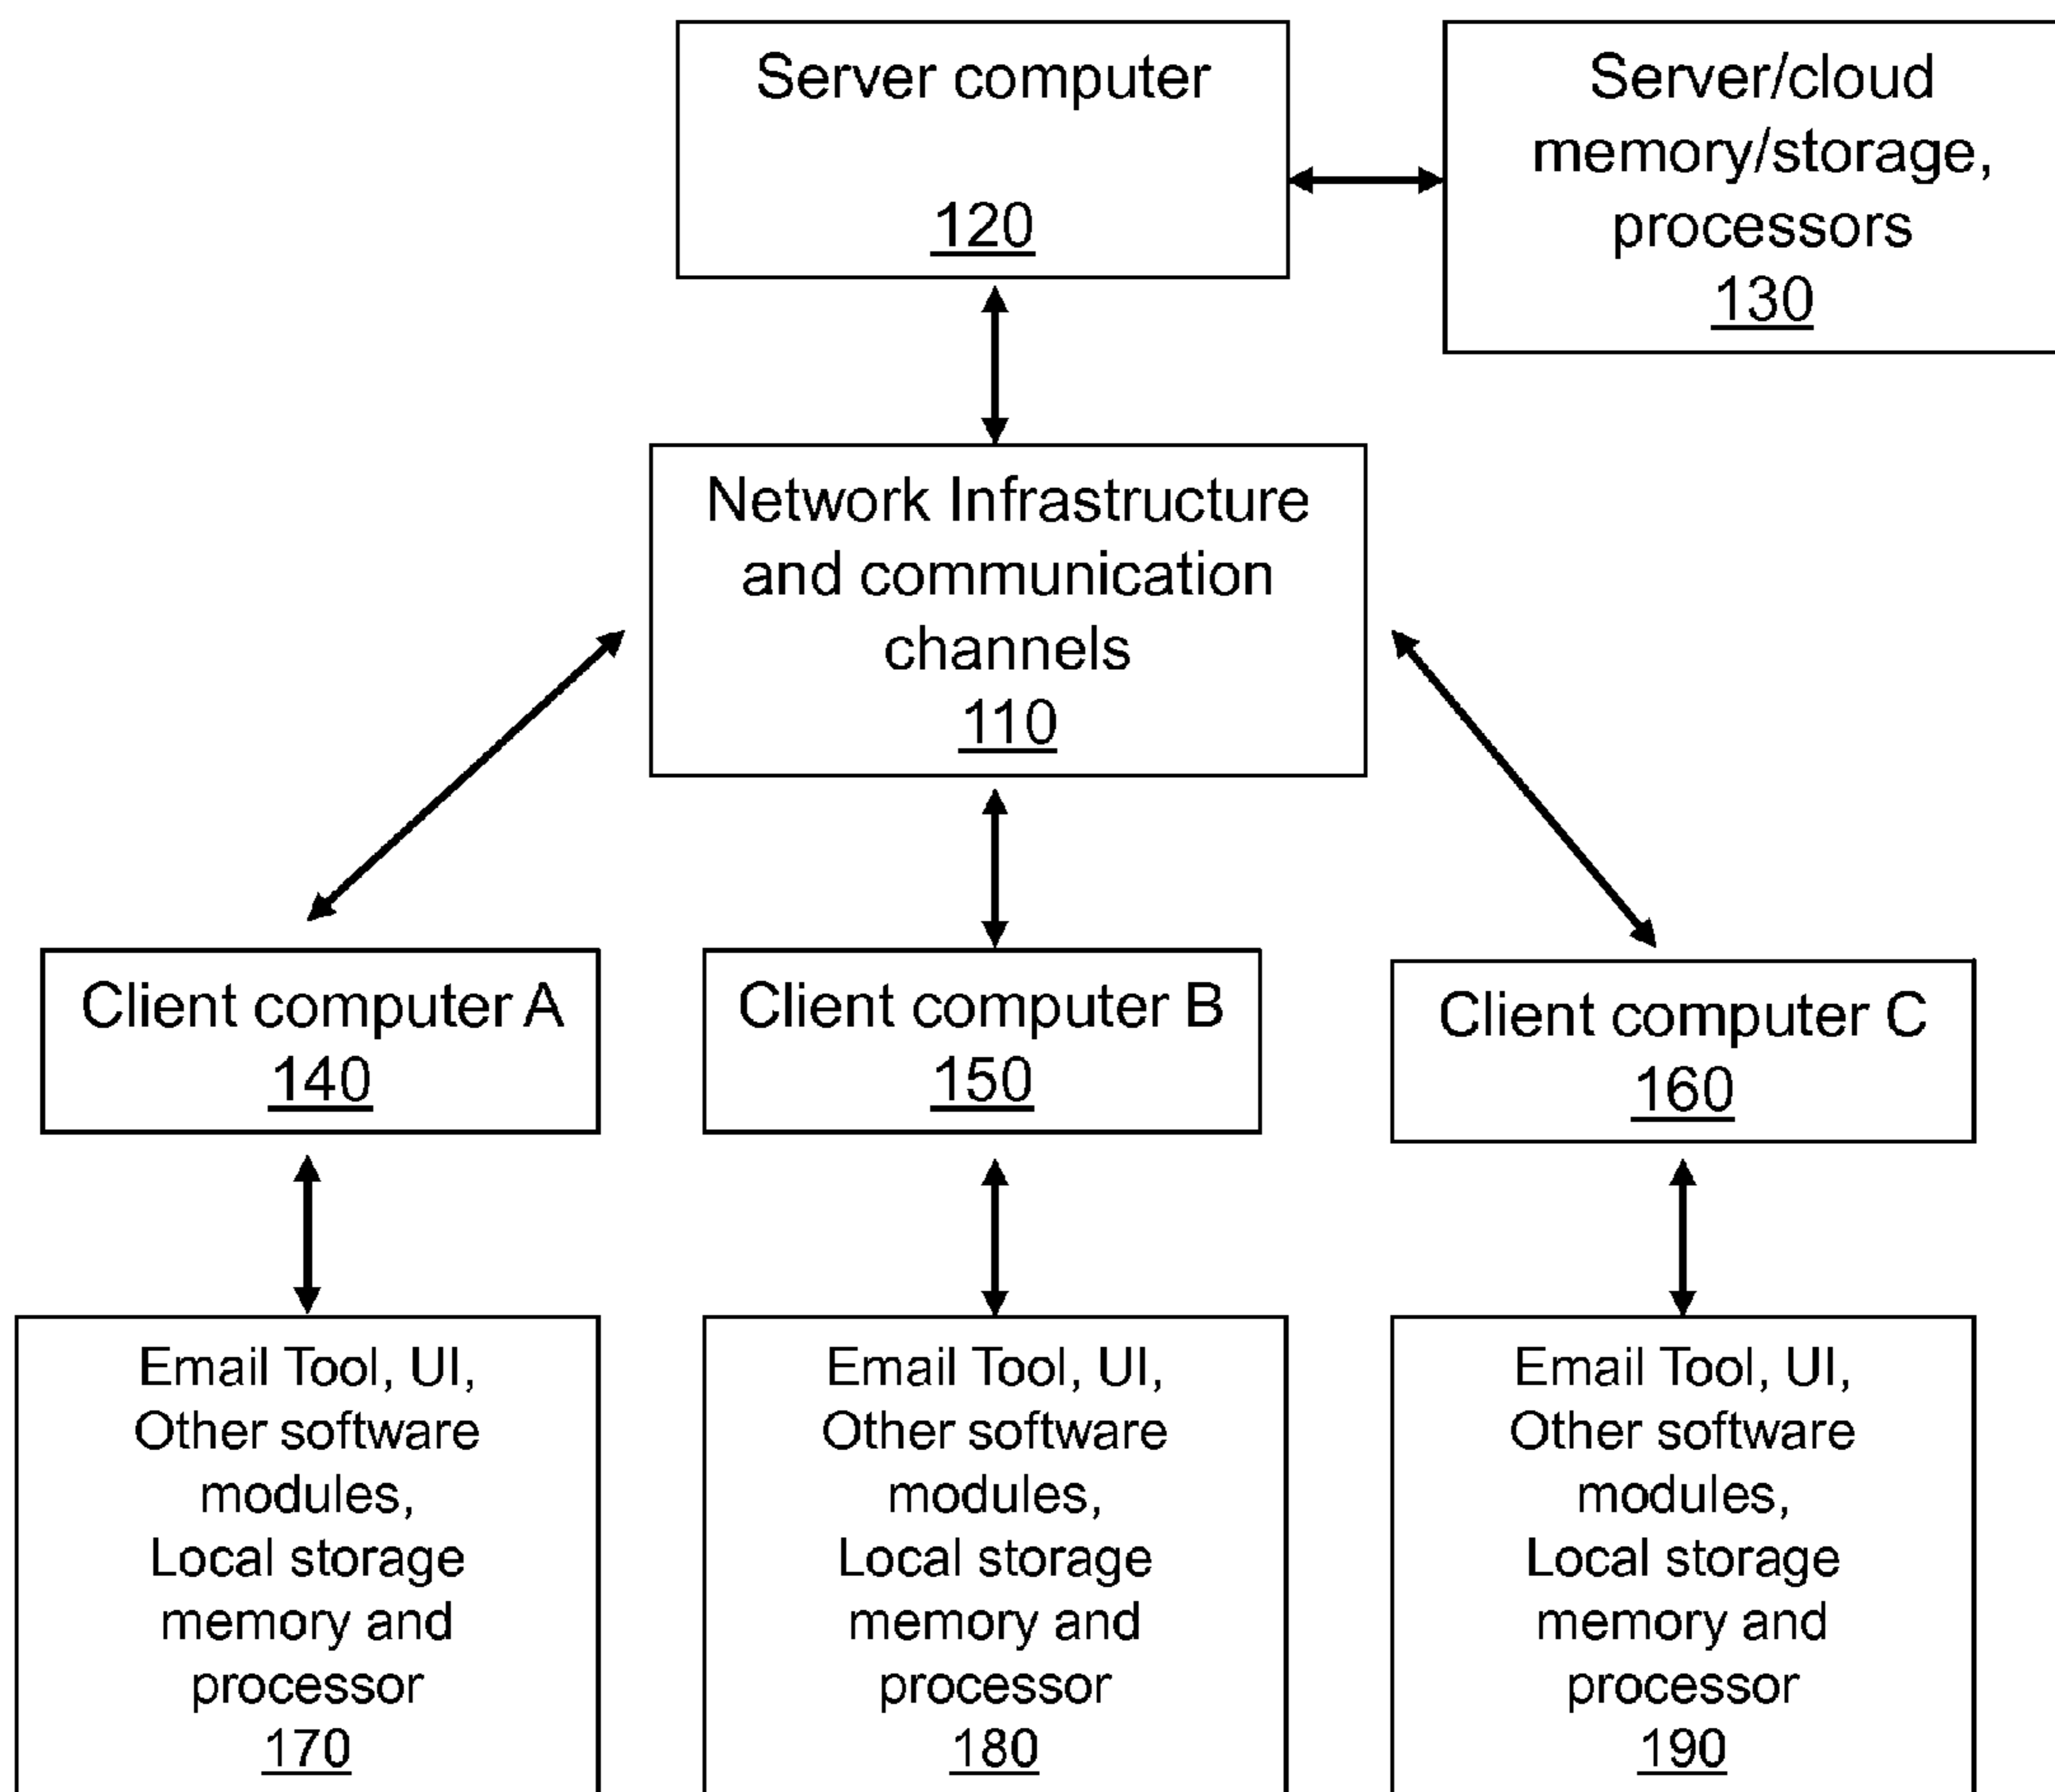 Server computer
120
Server/cloud
memory/storage,
processors
130
Network Infrastructure
and communication
channels
110
Client computer A
140
Client computer B
150
Client computer C
160
Email Tool, UI,
Other software
modules,
Local storage
memory and
processor
170
Email Tool, UI,
Other software
modules,
Local storage
memory and
processor
180
Email Tool, UI,
Other software
modules,
Local storage
memory and
processor
190